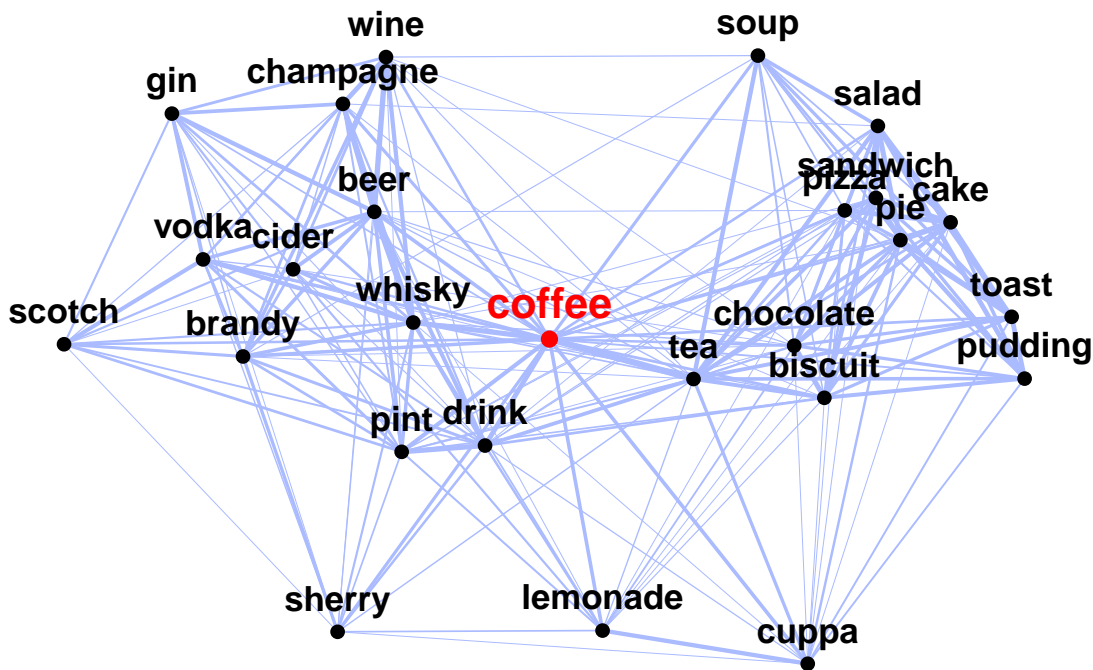 wine
soup
champagne
gin
salad
sandwich
pizza
beer
cake
pie
vodka
cider
toast
whisky
coffee
scotch
brandy
chocolate
tea
pudding
biscuit
pint
drink
sherry
lemonade
cuppa